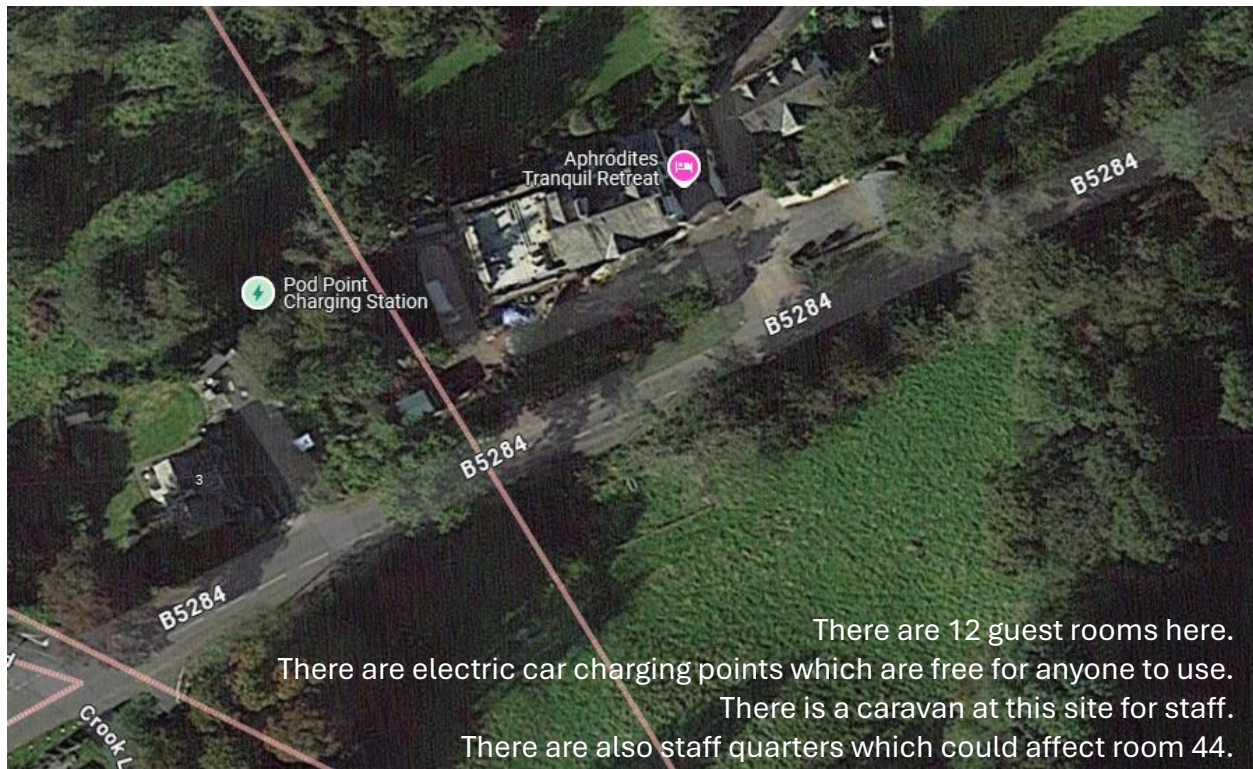 Aphrodites
Tranquil Retreat
B5284
Pod Point
Charging Station
B5284
B5284
3
B5284
There are 12 guest rooms here.
There are electric car charging points which are free for anyone to use.
There is a caravan at this site for staff.
Crook L
There are also staff quarters which could affect room 44.